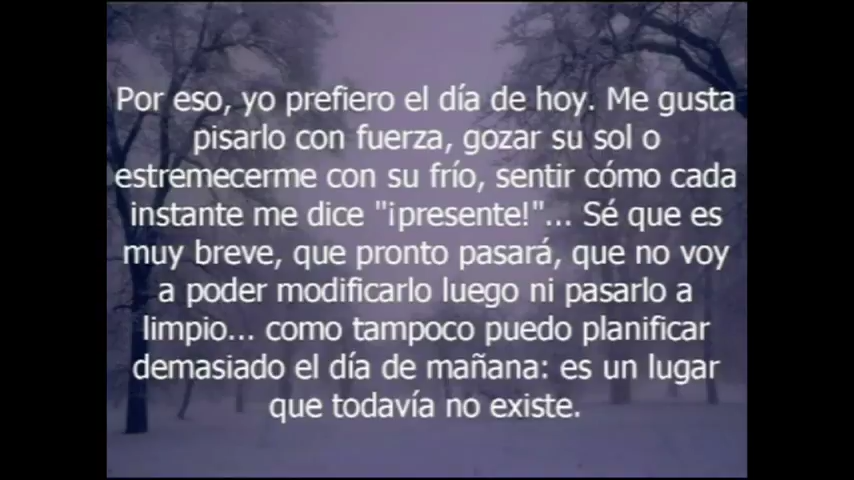 Por eso, yo prefiero el día de hoy. Me gusta
pisarlo con fuerza, gozar su sol o
estremecerme con su frío, sentir cómo cada
instante me dice "¡presente!"... Sé que es
muy breve, que pronto pasará, que no voy
a poder modificarlo luego ni pasarlo a
limpio... como tampoco puedo planificar
demasiado el día de mañana: es un lugar
que todavía no existe.